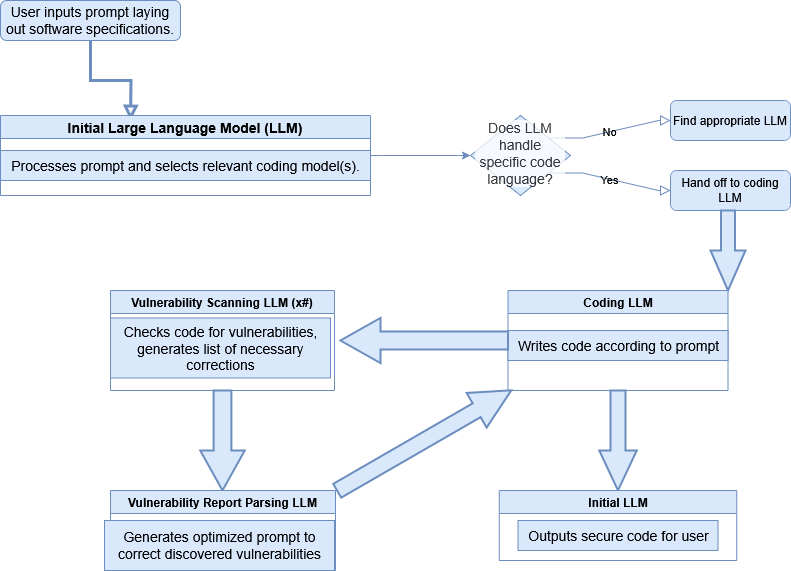 User inputs prompt laying
out software specifications.
Initial Large Language Model (LLM)
Processes prompt and selects relevant coding model(s).
Does LLM
handle
specific code
language?
No
Find appropriate LLM
Yes
Hand off to coding
LLM
Vulnerability Scanning LLM (x#)
Checks code for vulnerabilities,
generates list of necessary
corrections
Coding LLM
Writes code according to prompt
Vulnerability Report Parsing LLM
Generates optimized prompt to
correct discovered vulnerabilities
Initial LLM
Outputs secure code for user